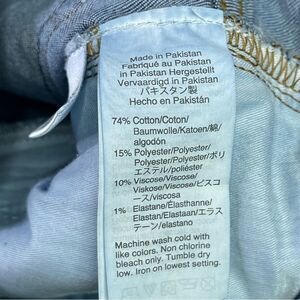 Made in Pakistan
Fabriqué au Pakistan
in Pakistan Hergestellt
Vervaardigd in Pakistan
パキスタン製
Hecho en Pakistán
74% Cotton/Coton/
Baumwolle/Katoen/綿/
algodón
15% Polyester/Polyester/
Polyester/Polyester/ポリ
エステル/poliéster
10% Viscose/Viscose/
Viskose/Viscose/ビスコ
ース/viscosa
1% Elastane/Élasthanne/
Elastan/Elastaan/エラス
テーン/elastano
Machine wash cold with
like colors. Non chlorine
bleach only. Tumble dry
low. Iron on lowest setting.